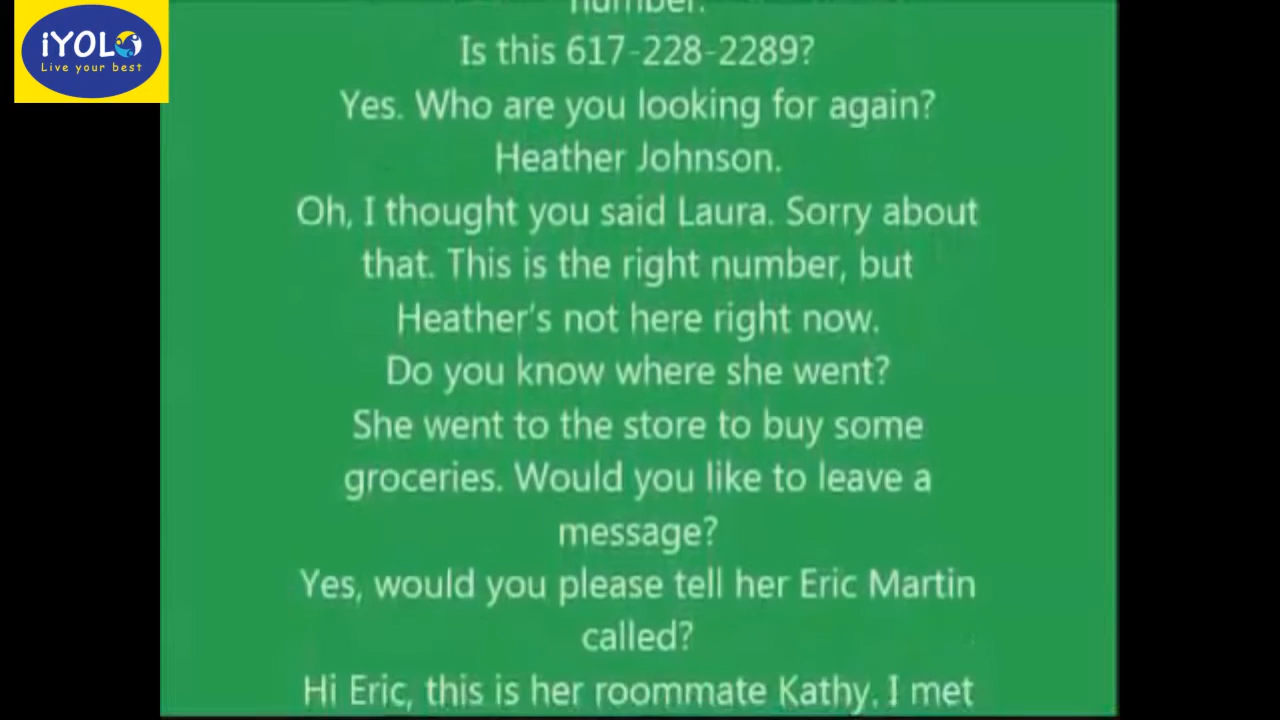 iYOLO
Live your best
number.
Is this 617-228-2289?
Yes. Who are you looking for again?
Heather Johnson.
Oh, I thought you said Laura. Sorry about
that. This is the right number, but
Heather's not here right now.
Do you know where she went?
She went to the store to buy some
groceries. Would you like to leave a
message?
Yes, would you please tell her Eric Martin
called?
Hi Eric, this is her roommate Kathy. I met